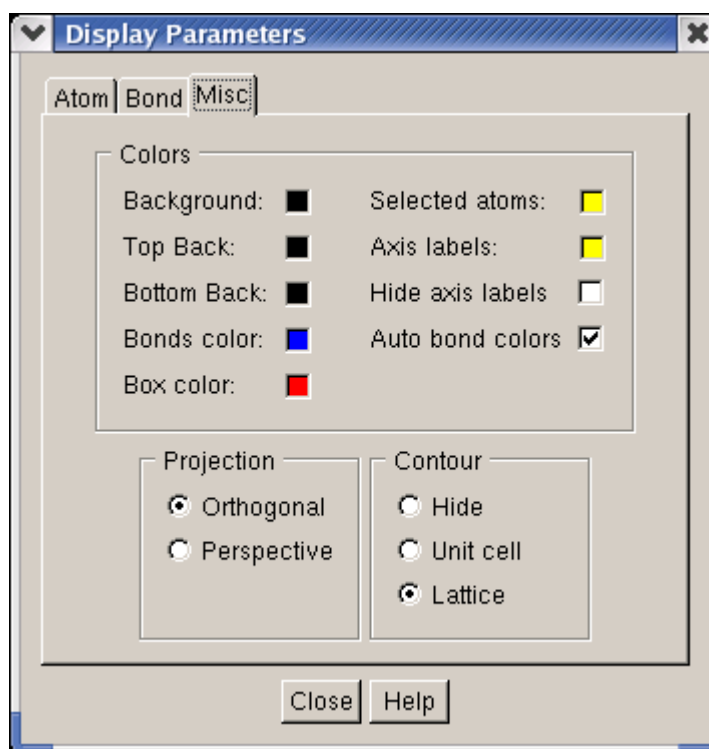 Display Parameters
Atom Bond Misc
Colors
Background: Selected atoms:
Top Back: Axis labels:
Bottom Back: Hide axis labels
Bonds color: Auto bond colors
Box color:
Projection Contour
Orthogonal Hide
Perspective Unit cell
Lattice
Close Help